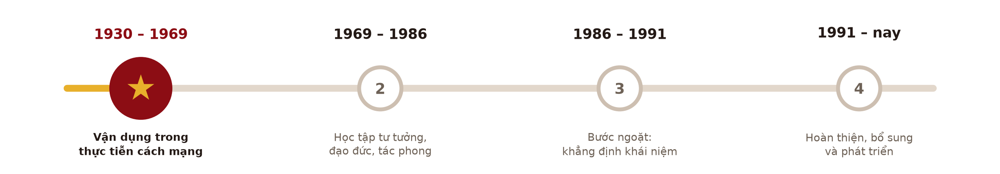 1930 – 1969
1969 – 1986
1986 – 1991
1991 – nay
2
3
4
Vận dụng trong
thực tiễn cách mạng
Học tập tư tưởng,
đạo đức, tác phong
Bước ngoặt:
khẳng định khái niệm
Hoàn thiện, bổ sung
và phát triển